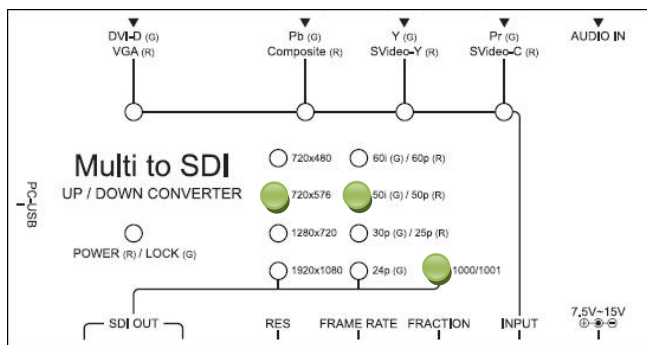 DVI-D (G)
VGA (R)
Pb (G)
Composite (R)
Y (G)
SVideo-Y (R)
Pr (G)
SVideo-C (R)
AUDIO IN
Multi to SDI
UP / DOWN CONVERTER
PC-USB
POWER (R) / LOCK (G)
720x480
60i (G) / 60p (R)
720x576
50i (G) / 50p (R)
1280x720
30p (G) / 25p (R)
1920x1080
24p (G)
1000/1001
SDI OUT
RES
FRAME RATE
FRACTION
INPUT
7.5V~15V